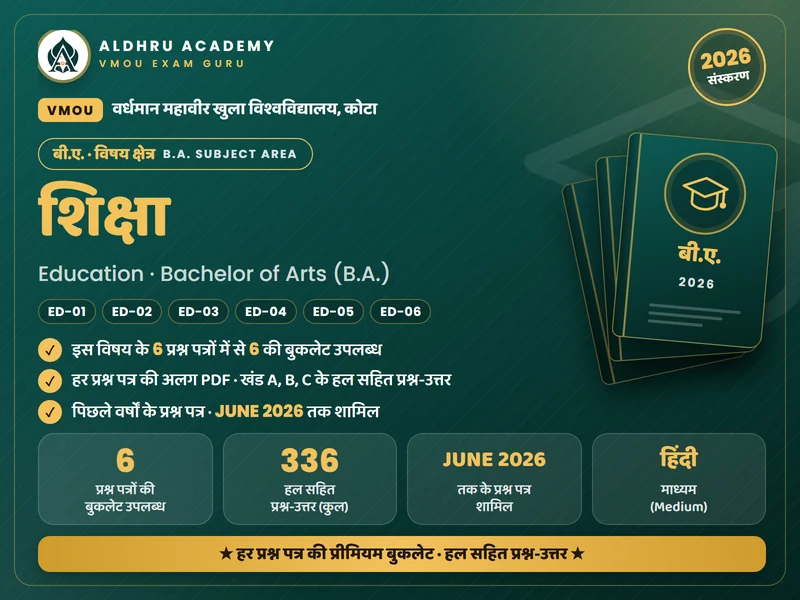 ALDHRU ACADEMY
VMOU EXAM GURU
2026
संस्करण
VMOU वर्धमान महावीर खुला विश्वविद्यालय, कोटा
बी.ए. · विषय क्षेत्र B.A. SUBJECT AREA
शिक्षा
Education · Bachelor of Arts (B.A.)
ED-01 ED-02 ED-03 ED-04 ED-05 ED-06
बी.ए.
2026
इस विषय के 6 प्रश्न पत्रों में से 6 की बुकलेट उपलब्ध
हर प्रश्न पत्र की अलग PDF · खंड A, B, C के हल सहित प्रश्न-उत्तर
पिछले वर्षों के प्रश्न पत्र · JUNE 2026 तक शामिल
6
प्रश्न पत्रों की
बुकलेट उपलब्ध
336
हल सहित
प्रश्न-उत्तर (कुल)
JUNE 2026
तक के प्रश्न पत्र
शामिल
हिंदी
माध्यम
(Medium)
★ हर प्रश्न पत्र की प्रीमियम बुकलेट · हल सहित प्रश्न-उत्तर ★